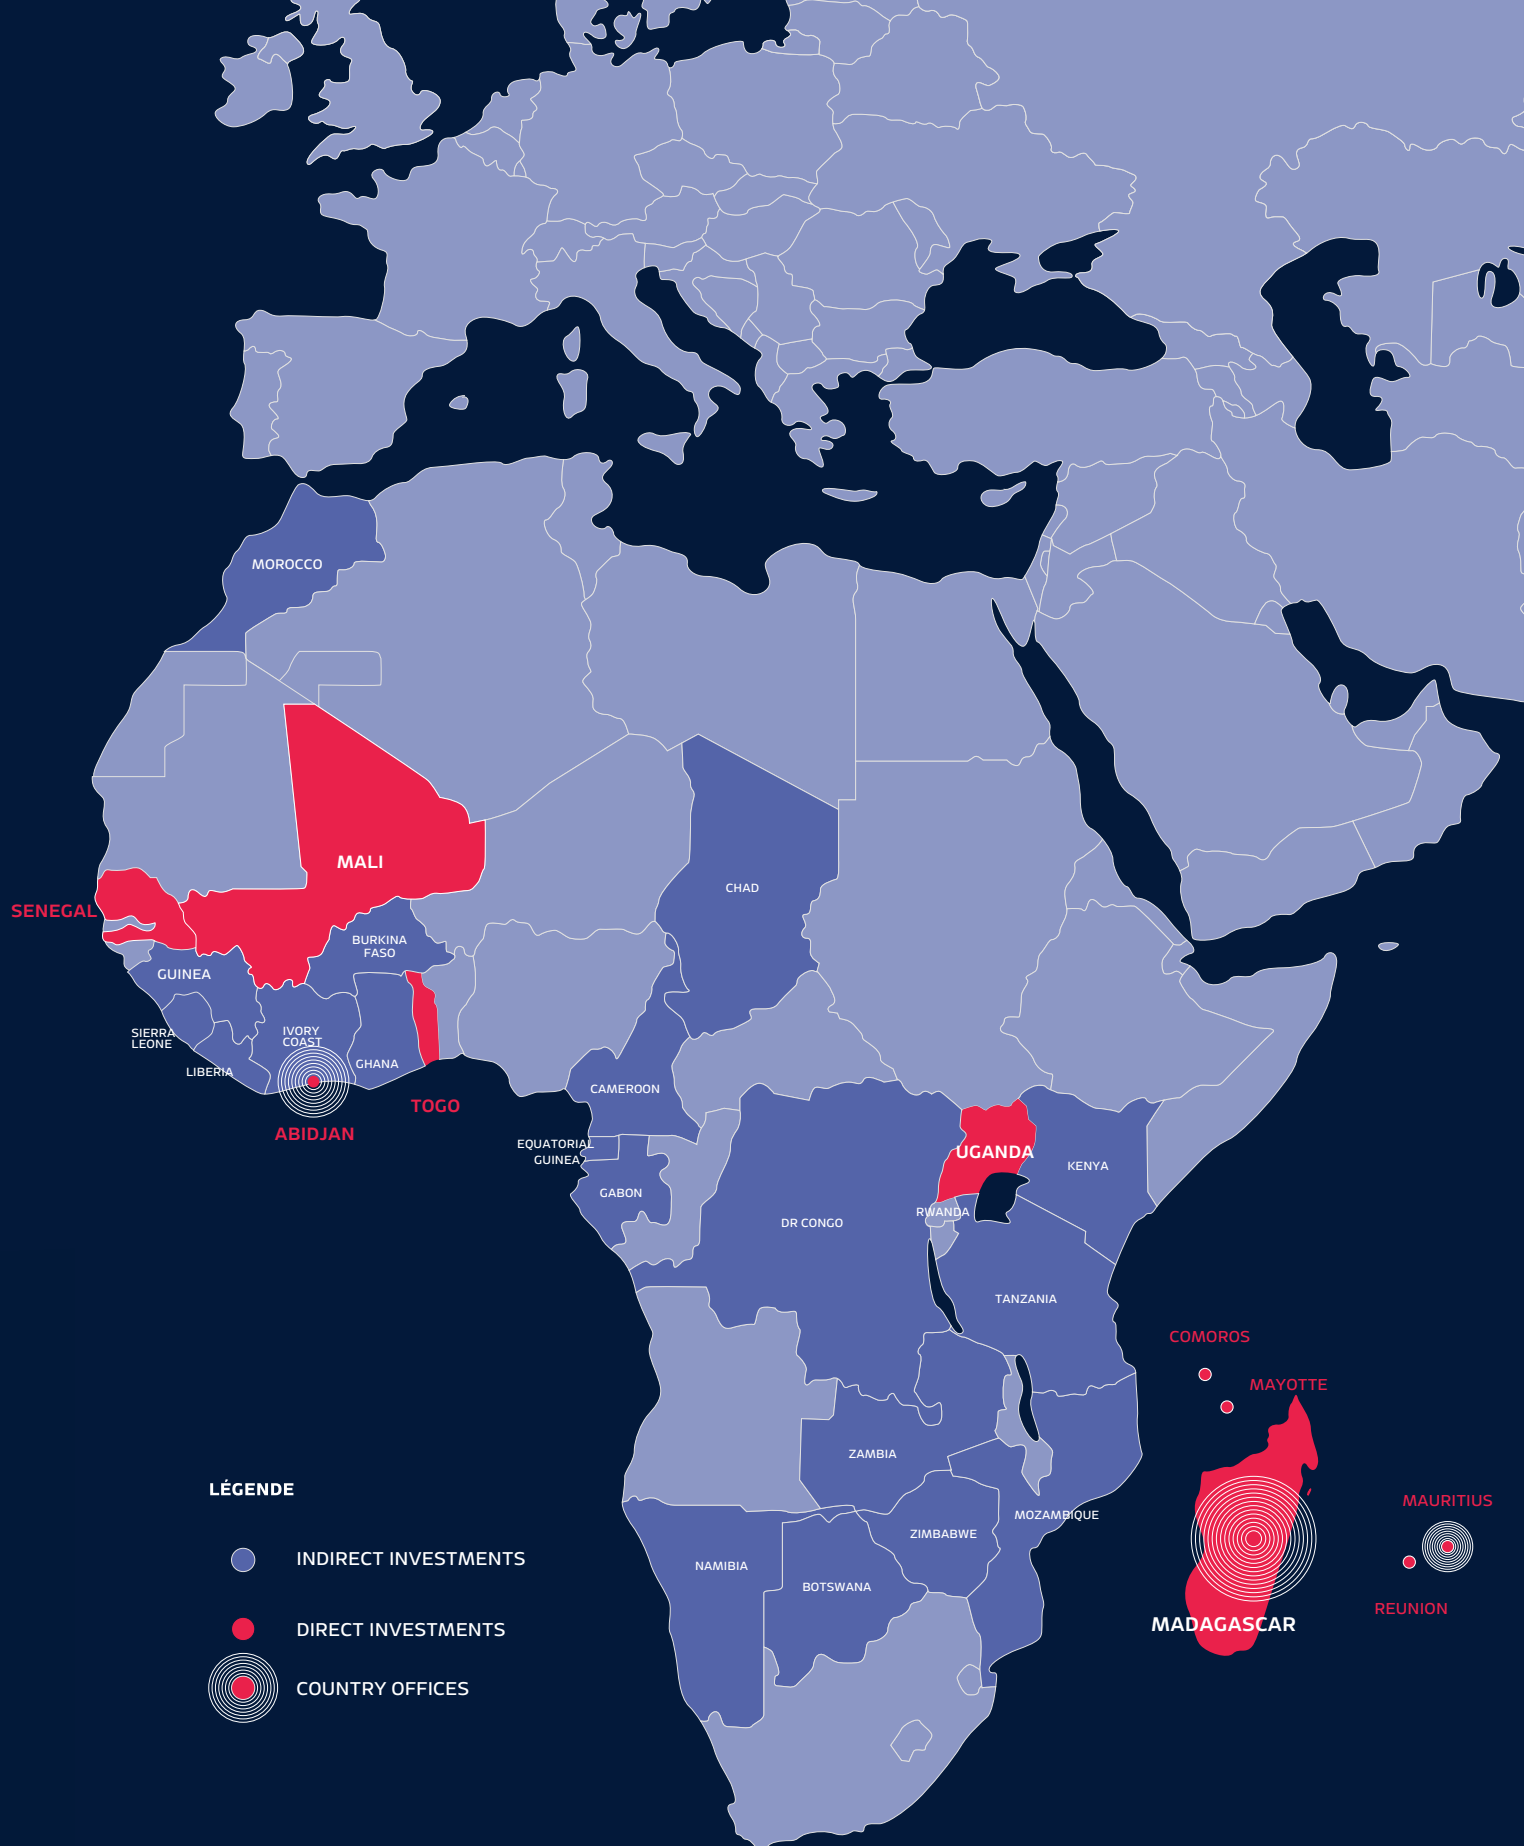 MOROCCO
MALI
CHAD
SENEGAL
BURKINA
FASO
GUINEA
SIERRA
LEONE
IVORY
COAST
GHANA
LIBERIA
CAMEROON
TOGO
ABIDJAN
EQUATORIAL
GUINEA
UGANDA
KENYA
GABON
RWANDA
DR CONGO
TANZANIA
COMOROS
MAYOTTE
ZAMBIA
LÉGENDE
MAURITIUS
MOZAMBIQUE
ZIMBABWE
INDIRECT INVESTMENTS
NAMIBIA
BOTSWANA
REUNION
MADAGASCAR
DIRECT INVESTMENTS
COUNTRY OFFICES